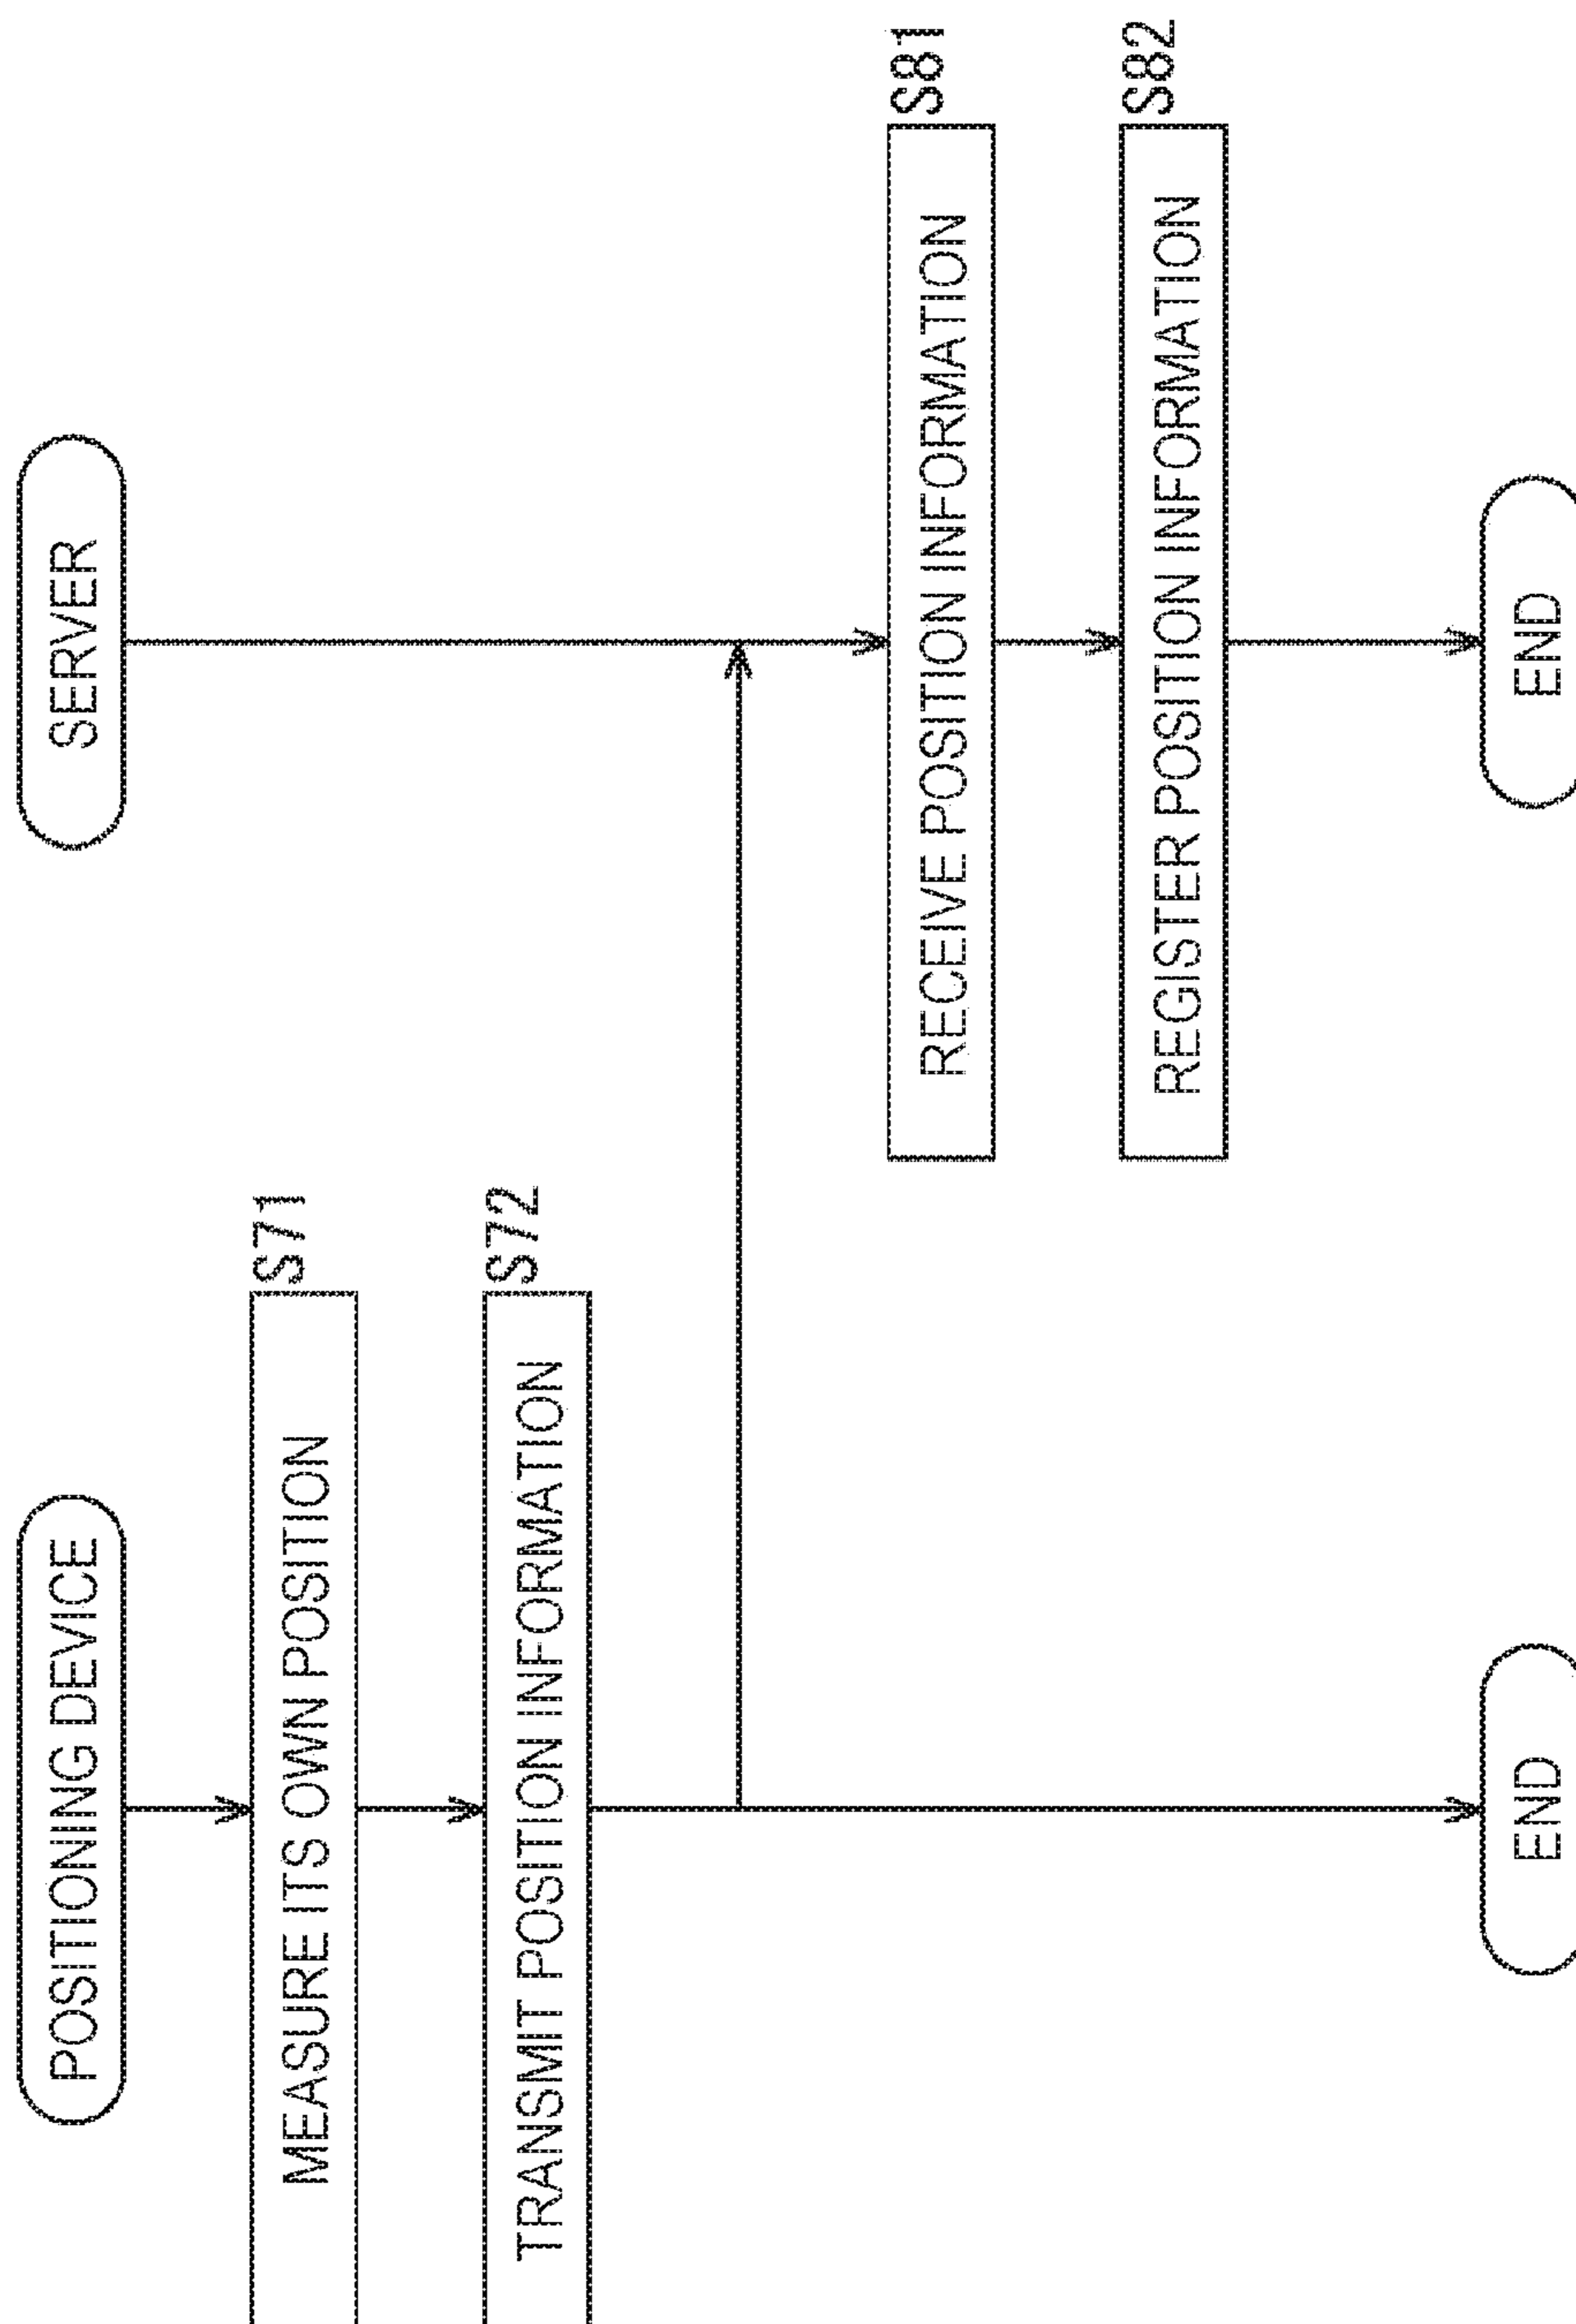 POSITIONING DEVICE
SERVER
S71
MEASURE ITS OWN POSITION
S72
TRANSMIT POSITION INFORMATION
S81
RECEIVE POSITION INFORMATION
S82
REGISTER POSITION INFORMATION
END
END